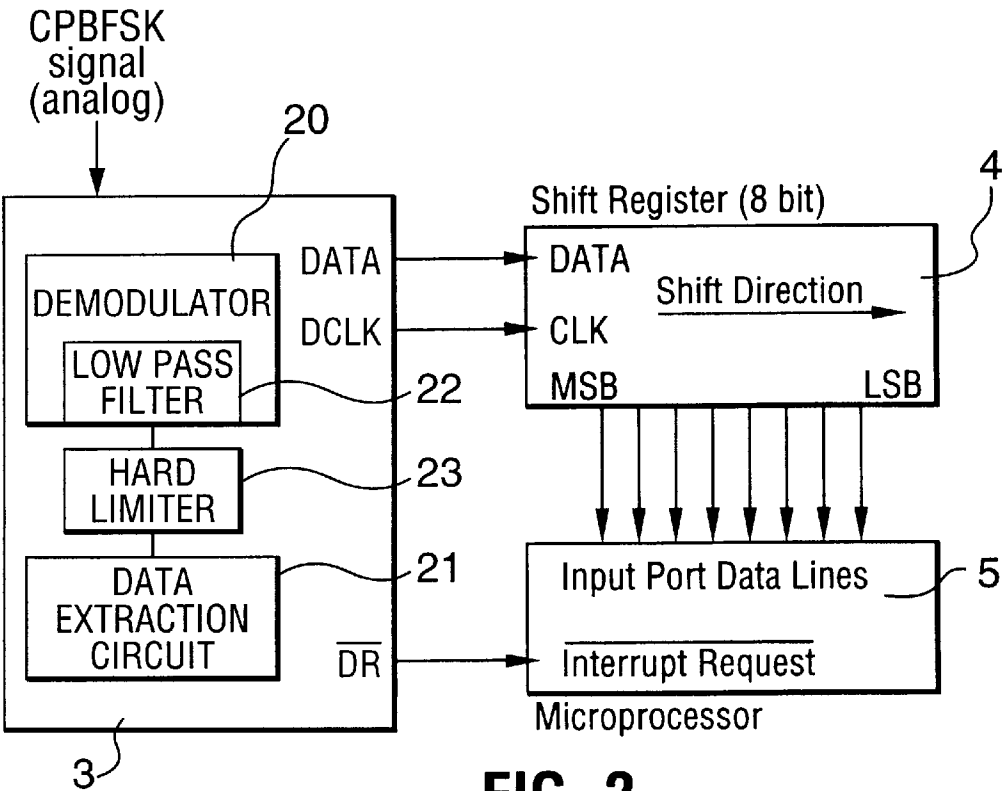 CPBFSK
signal
(analog)
20
4
Shift Register (8 bit)
DATA
DATA
DEMODULATOR
Shift Direction
DCLK
CLK
LOW PASS
FILTER
22
MSB
LSB
HARD
LIMITER
23
DATA
EXTRACTION
CIRCUIT
21
Input Port Data Lines
5
DR
Interrupt Request
Microprocessor
3